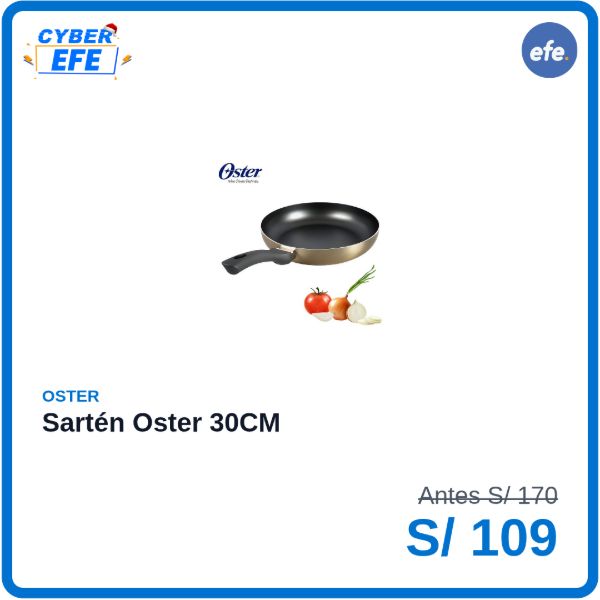 CYBER
EFE
efe.
Oster
OSTER
Sartén Oster 30CM
Antes S/ 170
S/ 109